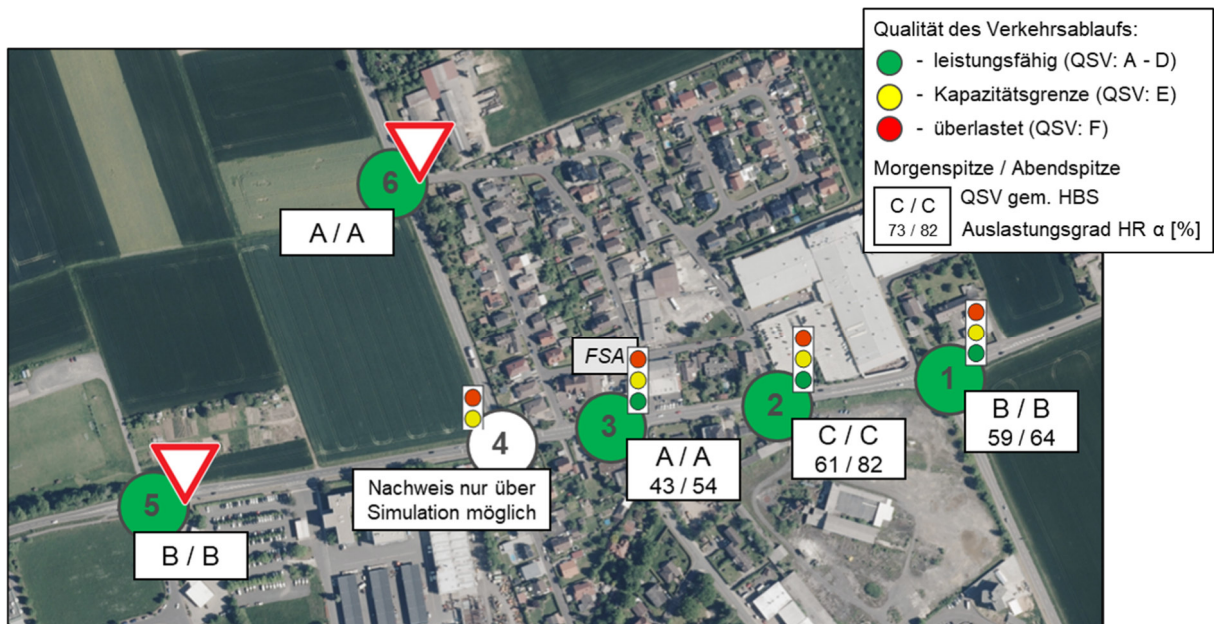 Qualität des Verkehrsablaufs:
- leistungsfähig (QSV: A - D)
- Kapazitätsgrenze (QSV: E)
- überlastet (QSV: F)
Morgenspitze / Abendspitze
C / C QSV gem. HBS
73 / 82 Auslastungsgrad HR α [%]
6
A / A
FSA
1
B / B
59 / 64
2
C / C
61 / 82
3
A / A
43 / 54
4
Nachweis nur über
Simulation möglich
5
B / B